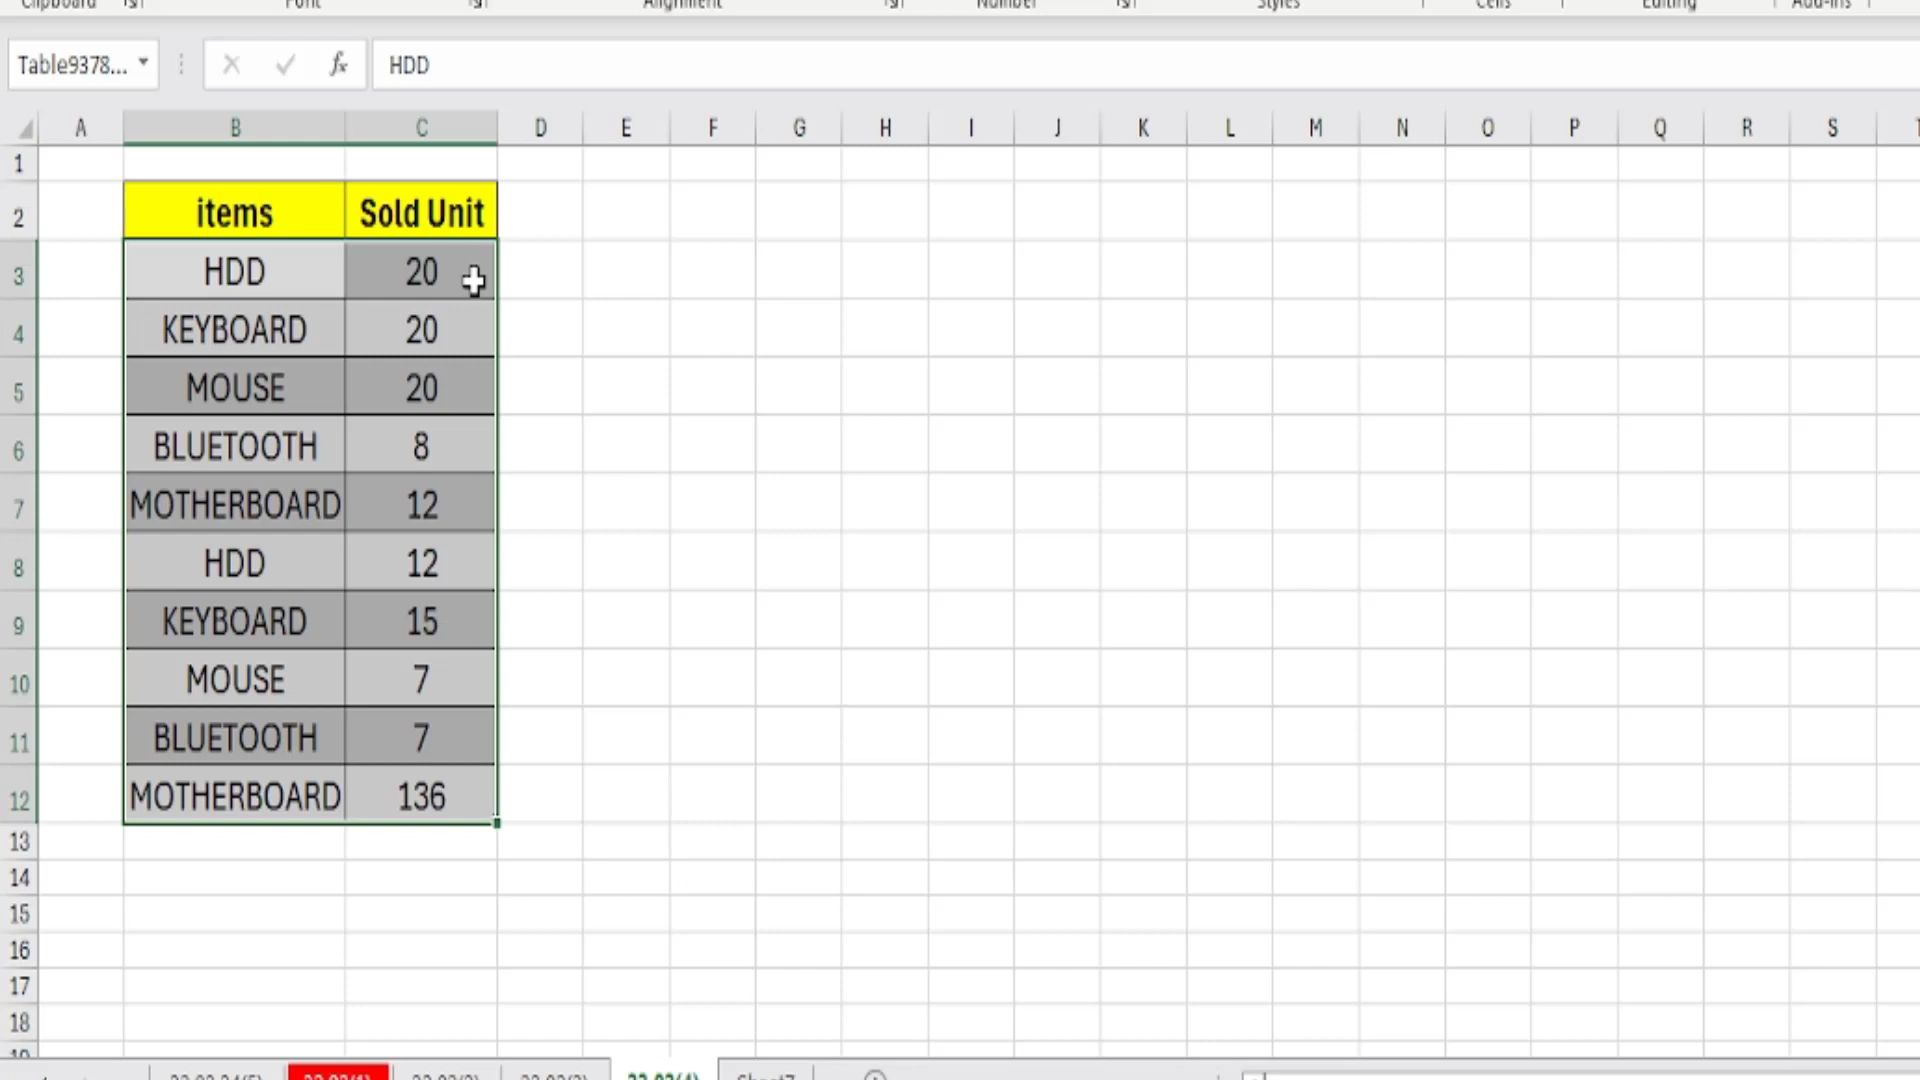 Clipboard Font Alignment Number Styles Cells Editing Add-ins
Table9378... fx HDD
A B C D E F G H I J K L M N O P Q R S
1
2 items Sold Unit
3 HDD 20
4 KEYBOARD 20
5 MOUSE 20
6 BLUETOOTH 8
7 MOTHERBOARD 12
8 HDD 12
9 KEYBOARD 15
10 MOUSE 7
11 BLUETOOTH 7
12 MOTHERBOARD 136
13
14
15
16
17
18
Sheet7